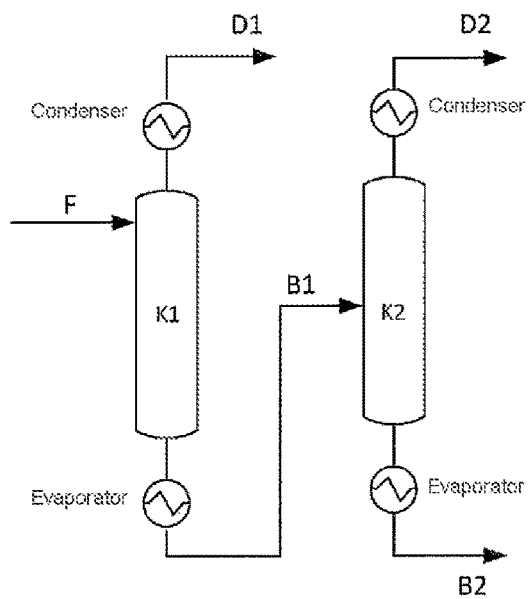 D1
D2
Condenser
Condenser
F
B1
K1
K2
Evaporator
Evaporator
B2